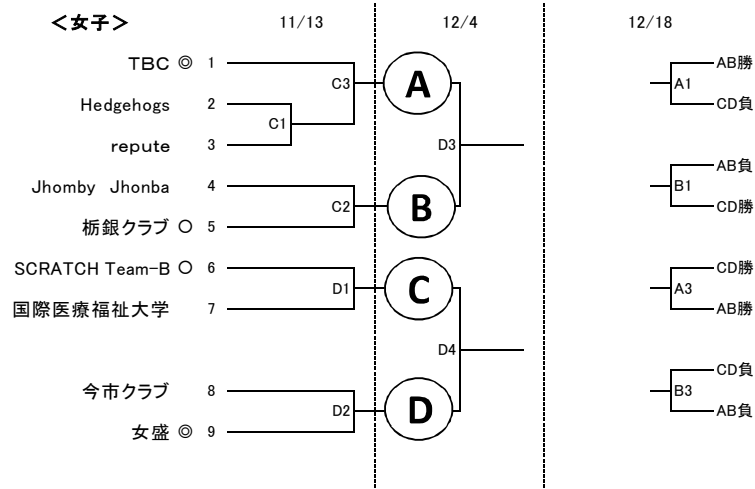 ＜女子＞ 11/13 12/4 12/18
TBC ◎ 1
Hedgehogs 2
repute 3
Jhomby Jhonba 4
栃銀クラブ ○ 5
SCRATCH Team-B ○ 6
国際医療福祉大学 7
今市クラブ 8
女盛 ◎ 9
C3
C1
C2
D1
D2
A
B
C
D
D3
D4
AB勝
A1
CD負
AB負
B1
CD勝
CD勝
A3
AB勝
CD負
B3
AB負